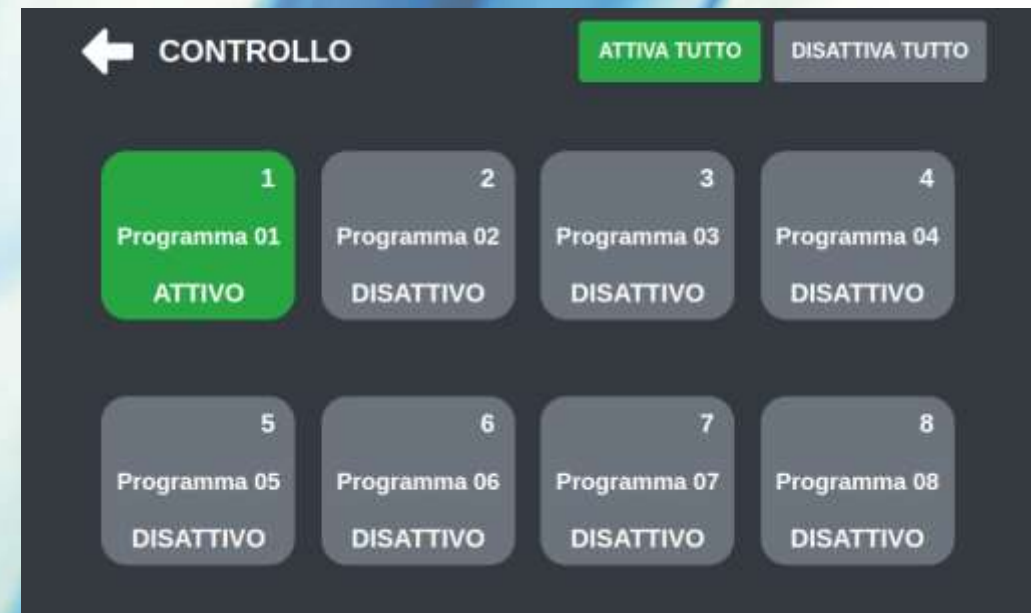 CONTROLLO
ATTIVA TUTTO
DISATTIVA TUTTO
1
Programma 01
ATTIVO
2
Programma 02
DISATTIVO
3
Programma 03
DISATTIVO
4
Programma 04
DISATTIVO
5
Programma 05
DISATTIVO
6
Programma 06
DISATTIVO
7
Programma 07
DISATTIVO
8
Programma 08
DISATTIVO